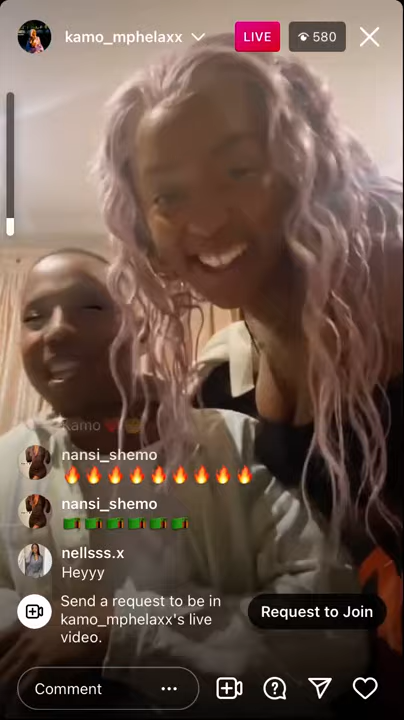 kamo_mphelaxx
LIVE
580
Kamo ❤️😊
nansi_shemo
🔥🔥🔥🔥🔥🔥🔥🔥🔥
nansi_shemo
🇿🇲🇿🇲🇿🇲🇿🇲🇿🇲🇿🇲
nellsss.x
Heyyy
Send a request to be in
kamo_mphelaxx's live
video.
Request to Join
Comment